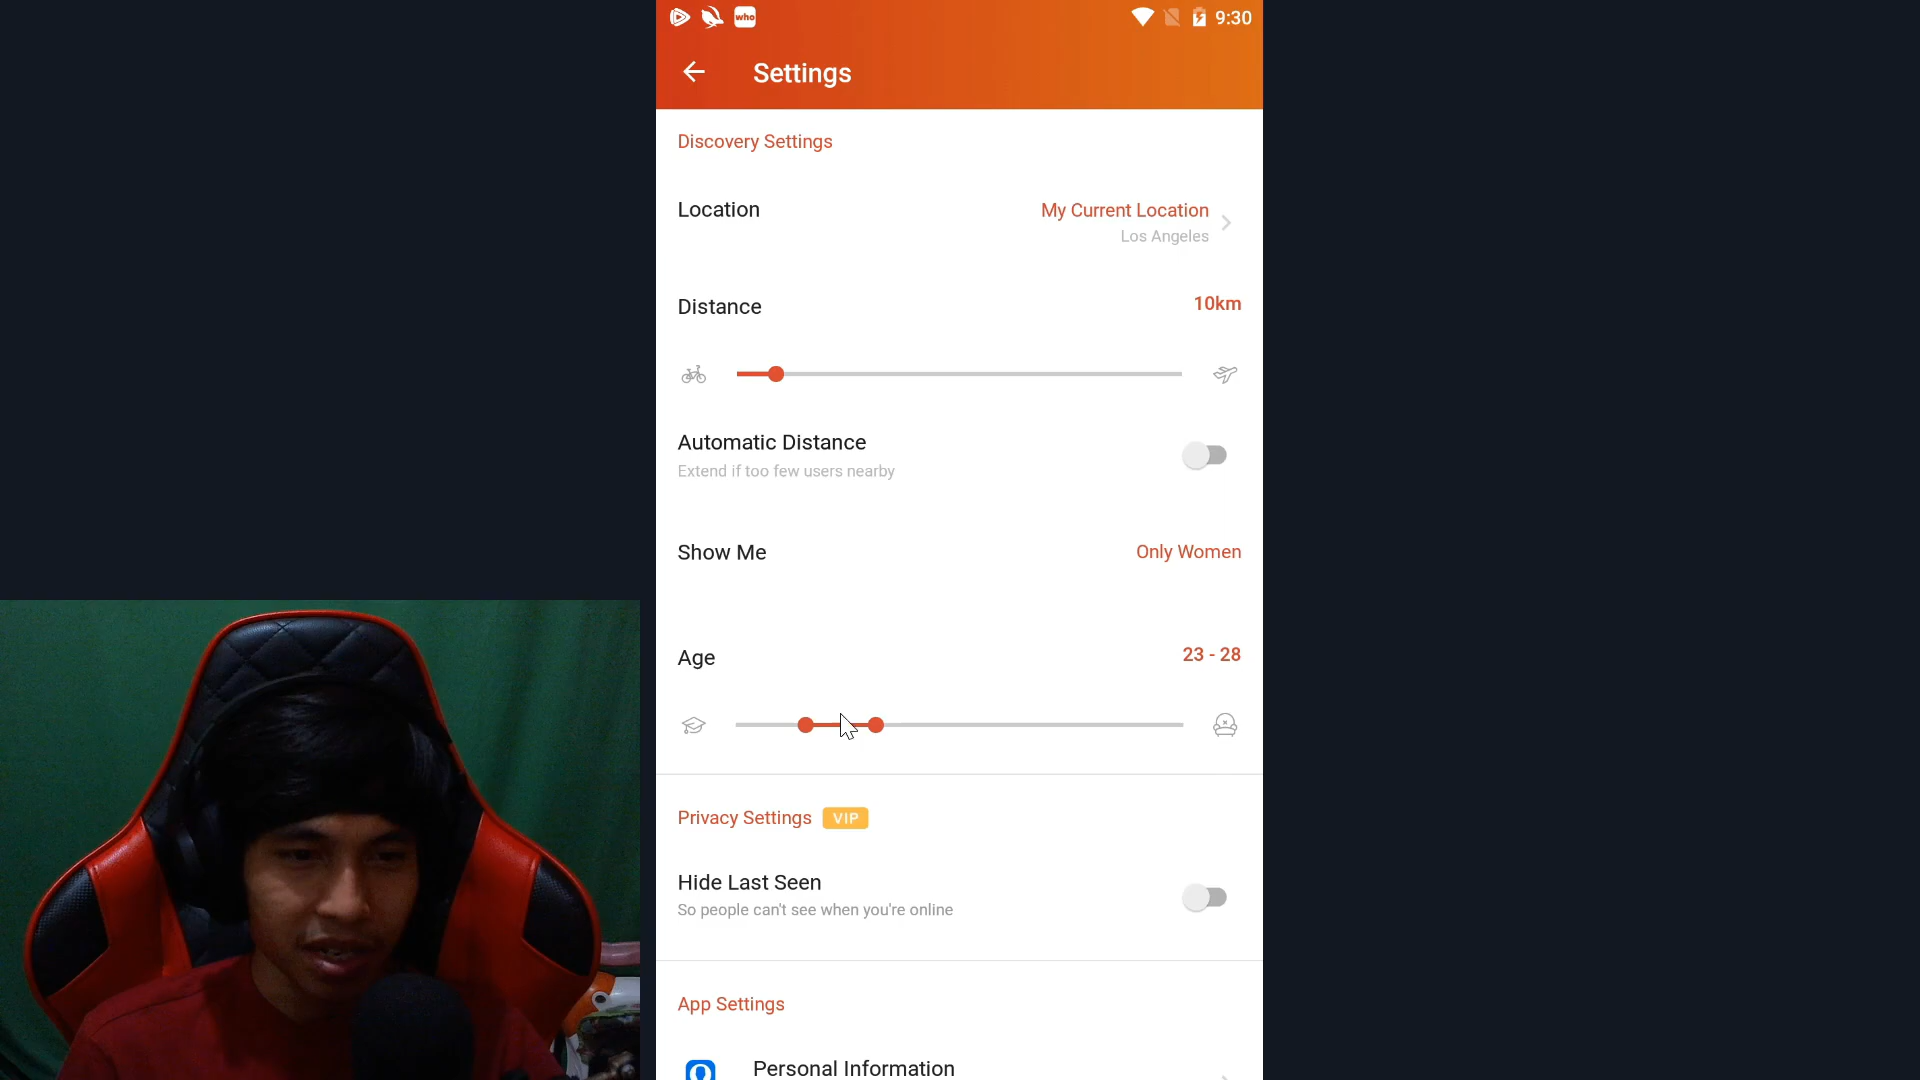 who
9:30
Settings
Discovery Settings
Location
My Current Location
Los Angeles
Distance
10km
Automatic Distance
Extend if too few users nearby
Show Me
Only Women
Age
23 - 28
Privacy Settings
VIP
Hide Last Seen
So people can't see when you're online
App Settings
Personal Information